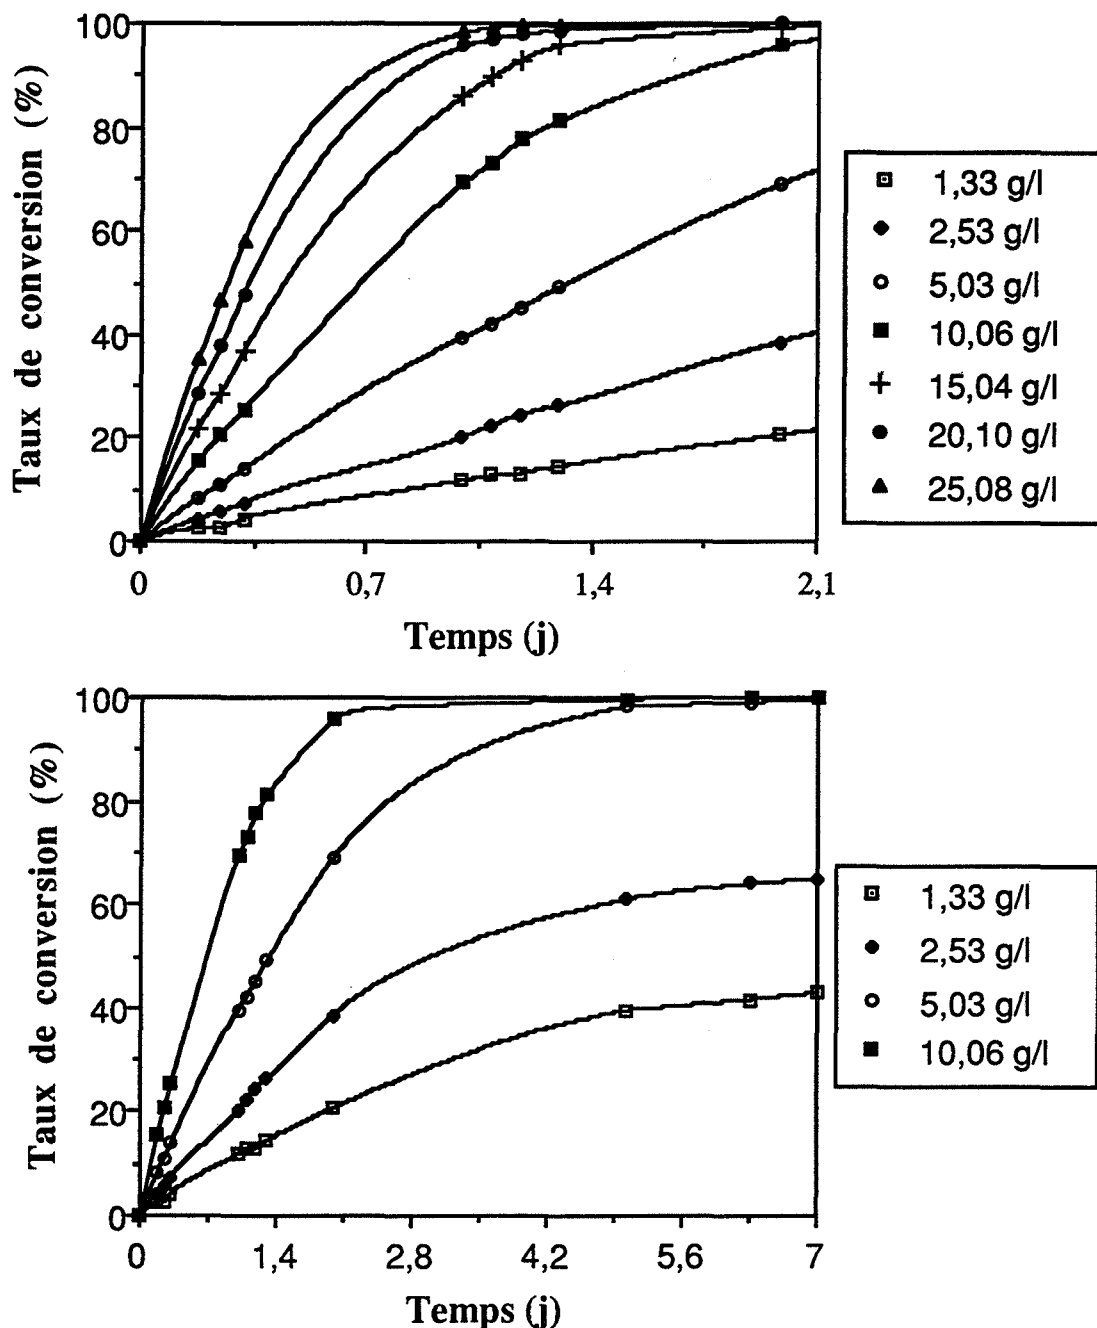 Taux de conversion (%)
100
80
60
40
20
0
0
0,7
1,4
2,1
Temps (j)
1,33 g/l
2,53 g/l
5,03 g/l
10,06 g/l
15,04 g/l
20,10 g/l
25,08 g/l
Taux de conversion (%)
100
80
60
40
20
0
0
1,4
2,8
4,2
5,6
7
Temps (j)
1,33 g/l
2,53 g/l
5,03 g/l
10,06 g/l